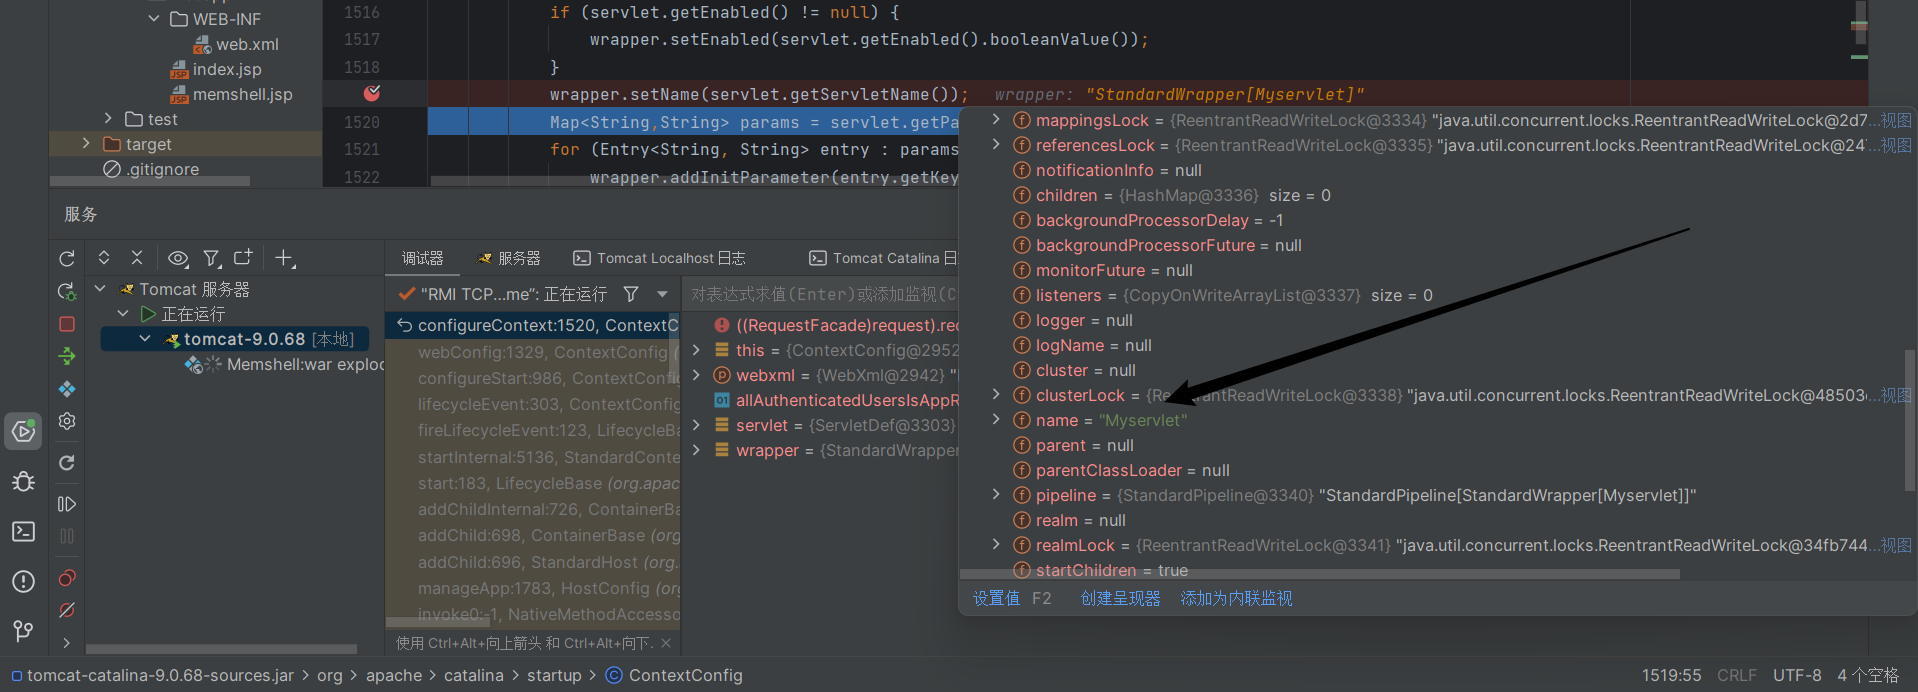 WEB-INF
web.xml
index.jsp
memshell.jsp
test
target
.gitignore
1516 if (servlet.getEnabled() != null) {
1517 wrapper.setEnabled(servlet.getEnabled().booleanValue());
1518 }
wrapper.setName(servlet.getServletName()); wrapper: "StandardWrapper[Myservlet]"
1520 Map<String,String> params = servlet.getPa
1521 for (Entry<String, String> entry : params
1522 wrapper.addInitParameter(entry.getKey
服务
Tomcat 服务器
正在运行
tomcat-9.0.68 [本地]
Memshell:war explod
调试器 服务器 Tomcat Localhost 日志 Tomcat Catalina 日
"RMI TCP...me": 正在运行
configureContext:1520, ContextC
webConfig:1329, ContextConfig (
configureStart:986, ContextConfig
lifecycleEvent:303, ContextConfig
fireLifecycleEvent:123, LifecycleBa
startInternal:5136, StandardConte
start:183, LifecycleBase (org.apac
addChildInternal:726, ContainerBa
addChild:698, ContainerBase (org
addChild:696, StandardHost (org.
manageApp:1783, HostConfig (org
invoke0:-1, NativeMethodAccesso
使用 Ctrl+Alt+向上箭头 和 Ctrl+Alt+向下.
对表达式求值(Enter)或添加监视(C
((RequestFacade)request).rec
this = {ContextConfig@2952
webxml = {WebXml@2942} "
01 allAuthenticatedUsersIsAppR
servlet = {ServletDef@3303}
wrapper = {StandardWrapper
mappingsLock = {ReentrantReadWriteLock@3334} "java.util.concurrent.locks.ReentrantReadWriteLock@2d7...视图
referencesLock = {ReentrantReadWriteLock@3335} "java.util.concurrent.locks.ReentrantReadWriteLock@24...视图
notificationInfo = null
children = {HashMap@3336} size = 0
backgroundProcessorDelay = -1
backgroundProcessorFuture = null
monitorFuture = null
listeners = {CopyOnWriteArrayList@3337} size = 0
logger = null
logName = null
cluster = null
clusterLock = {ReentrantReadWriteLock@3338} "java.util.concurrent.locks.ReentrantReadWriteLock@48503...视图
name = "Myservlet"
parent = null
parentClassLoader = null
pipeline = {StandardPipeline@3340} "StandardPipeline[StandardWrapper[Myservlet]]"
realm = null
realmLock = {ReentrantReadWriteLock@3341} "java.util.concurrent.locks.ReentrantReadWriteLock@34fb744...视图
startChildren = true
设置值 F2 创建呈现器 添加为内联监视
tomcat-catalina-9.0.68-sources.jar > org > apache > catalina > startup > ContextConfig
1519:55 CRLF UTF-8 4 个空格